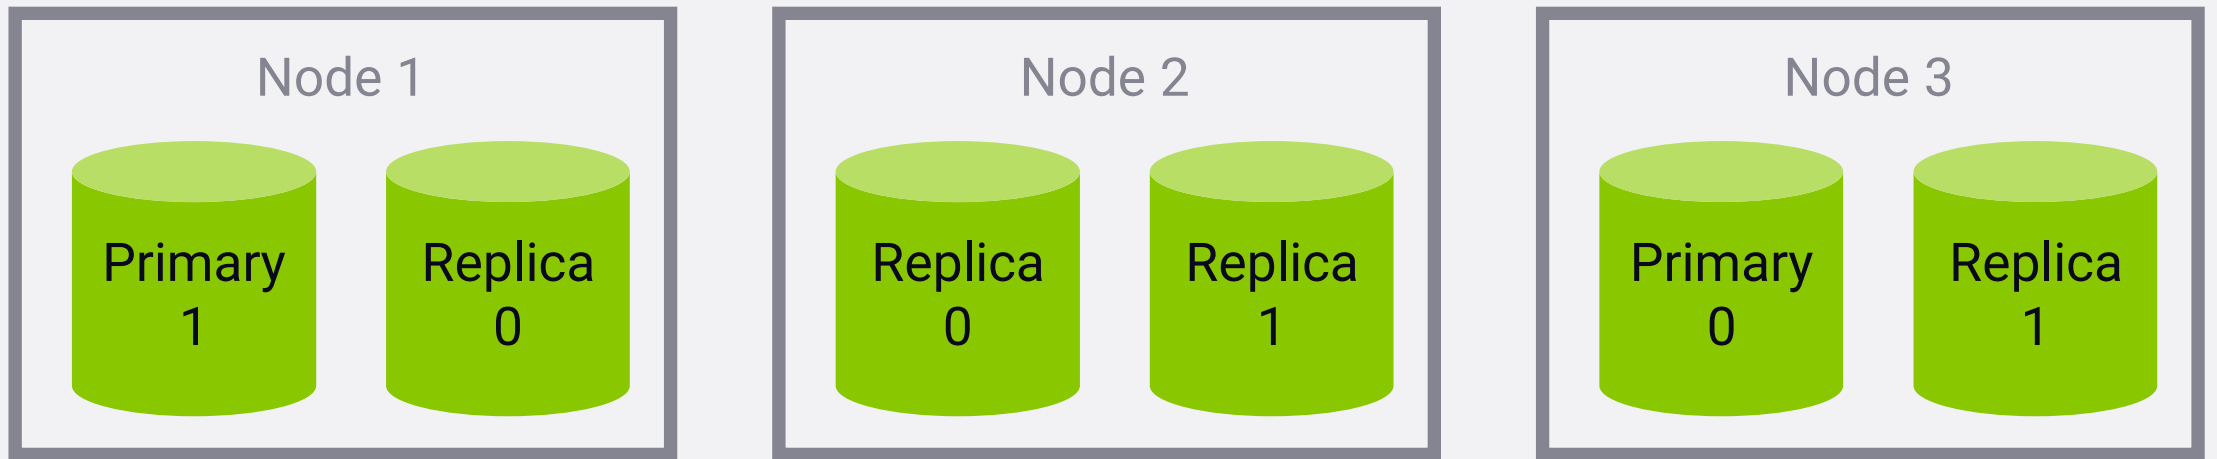 Node 1
Primary
1
Replica
0
Node 2
Replica
0
Replica
1
Node 3
Primary
0
Replica
1